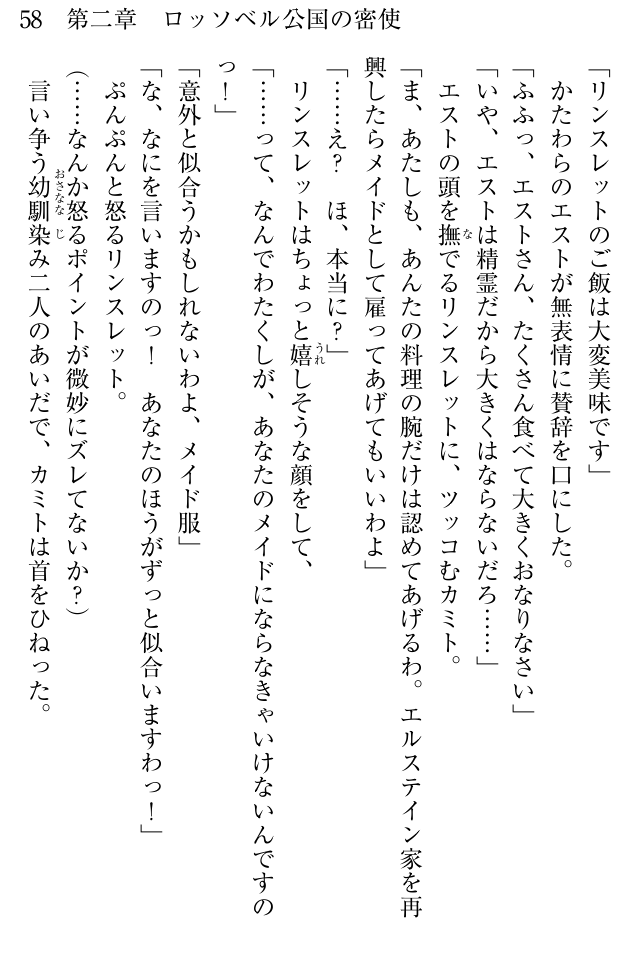 58 第二章 ロッソベル公国の密使
「リンスレットのご飯は大変美味です」
かたわらのエストが無表情に賛辞を口にした。
「ふふっ、エストさん、たくさん食べて大きくおなりなさい」
「いや、エストは精霊だから大きくはならないだろ……」
エストの頭を撫でるリンスレットに、ツッコむカミト。
「ま、あたしも、あんたの料理の腕だけは認めてあげるわ。エルステイン家を再
興したらメイドとして雇ってあげてもいいわよ」
「……え? ほ、本当に?」
リンスレットはちょっと嬉しそうな顔をして、
「……って、なんでわたくしが、あなたのメイドにならなきゃいけないんですの
っ!」
「意外と似合うかもしれないわよ、メイド服」
「な、なにを言いますのっ! あなたのほうがずっと似合いますわっ!」
ぷんぷんと怒るリンスレット。
(……なんか怒るポイントが微妙にズレてないか?)
言い争う幼馴染み二人のあいだで、カミトは首をひねった。